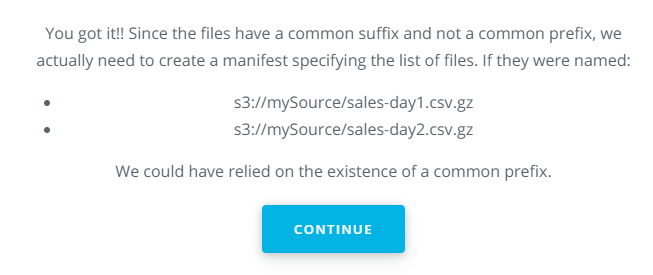 You got it!! Since the files have a common suffix and not a common prefix, we
actually need to create a manifest specifying the list of files. If they were named:
s3://mySource/sales-day1.csv.gz
s3://mySource/sales-day2.csv.gz
We could have relied on the existence of a common prefix.
CONTINUE